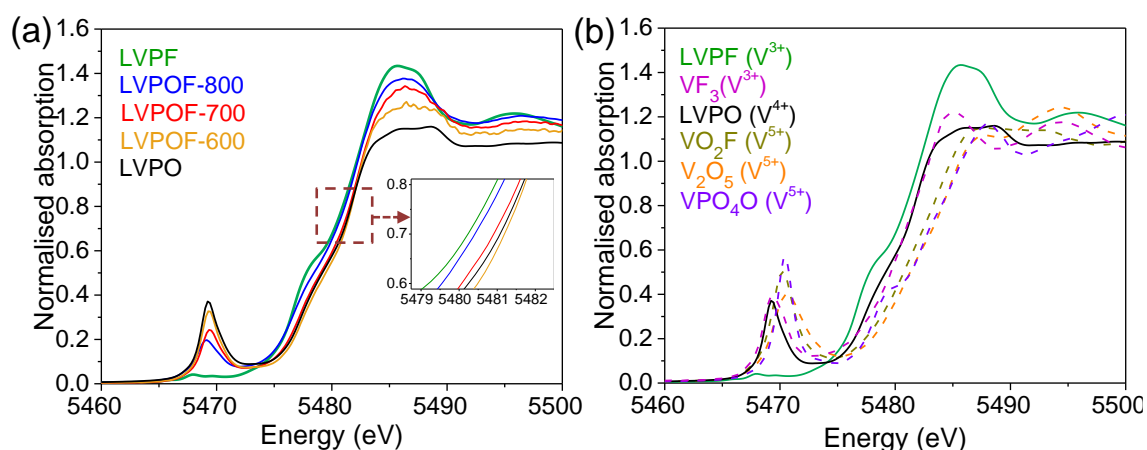 (a)
Normalised absorption
1.6
1.4
1.2
1.0
0.8
0.6
0.4
0.2
0.0
LVPF
LVPOF-800
LVPOF-700
LVPOF-600
LVPO
0.8
0.7
0.6
5479 5480 5481 5482
5460 5470 5480 5490 5500
Energy (eV)
(b)
Normalised absorption
1.6
1.4
1.2
1.0
0.8
0.6
0.4
0.2
0.0
LVPF (V³⁺)
VF₃(V³⁺)
LVPO (V⁴⁺)
VO₂F (V⁵⁺)
V₂O₅ (V⁵⁺)
VPO₄O (V⁵⁺)
5460 5470 5480 5490 5500
Energy (eV)